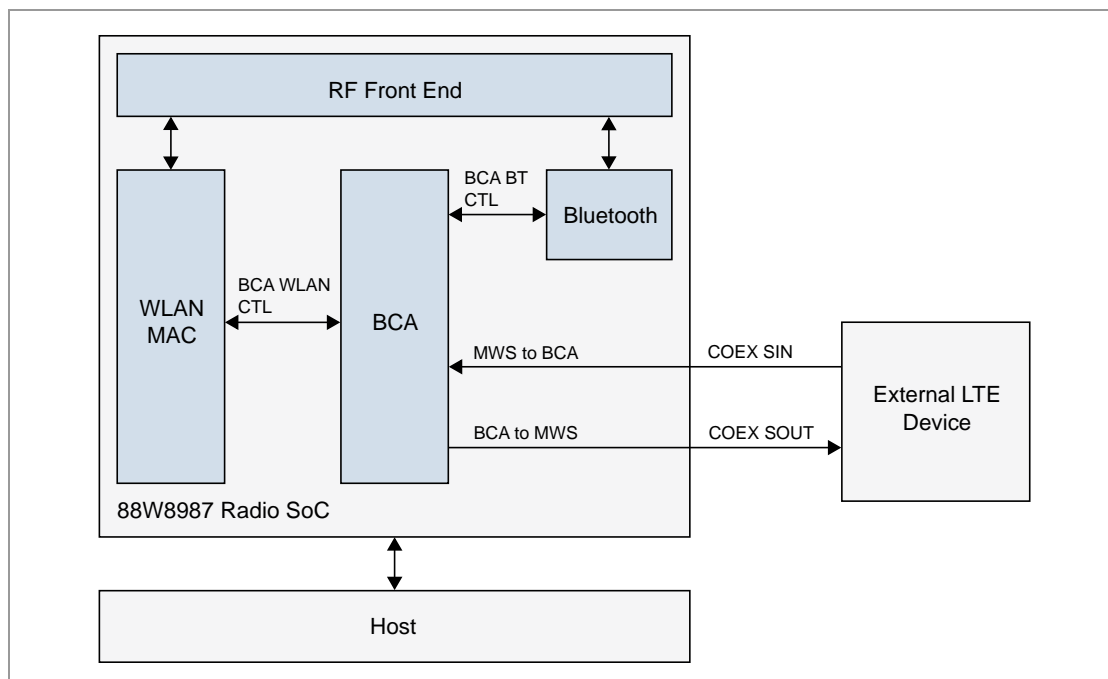 RF Front End
BCA BT
CTL
Bluetooth
BCA WLAN
CTL
WLAN
MAC
BCA
MWS to BCA
COEX SIN
External LTE
Device
BCA to MWS
COEX SOUT
88W8987 Radio SoC
Host